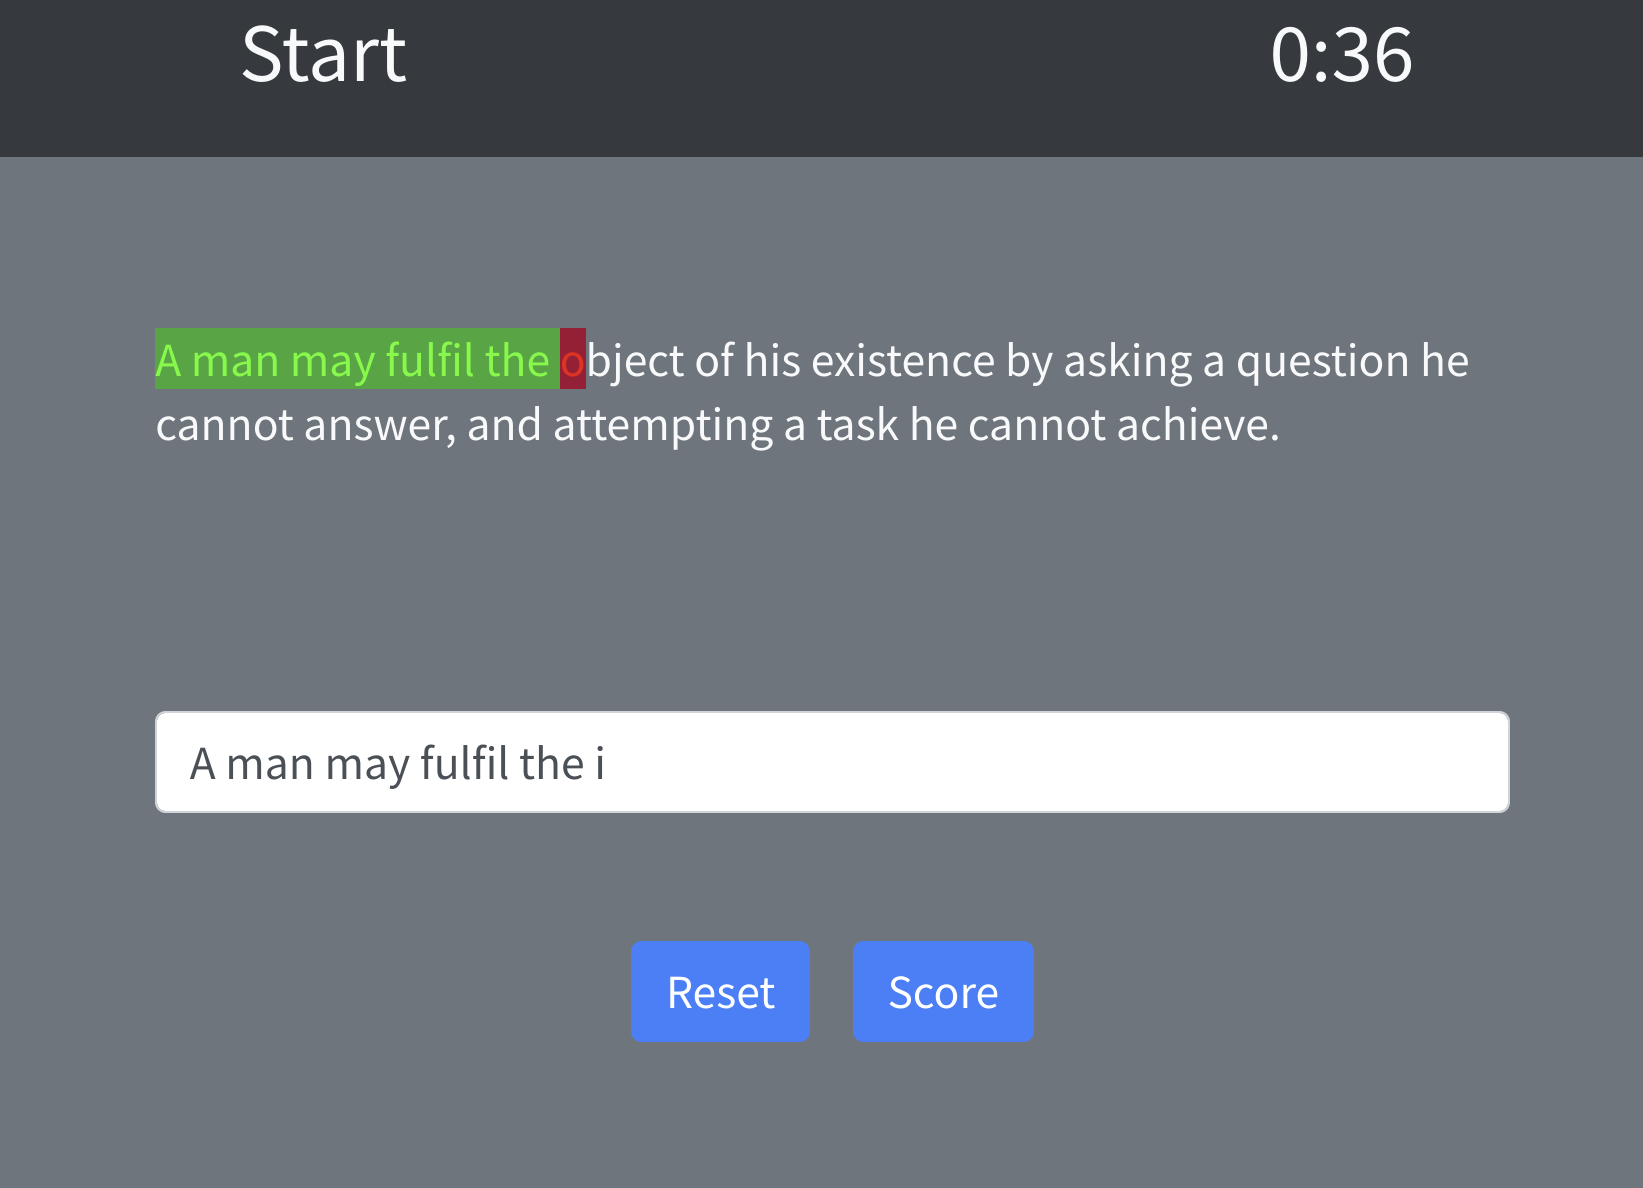 Start 0:36
A man may fulfil the object of his existence by asking a question he
cannot answer, and attempting a task he cannot achieve.
A man may fulfil the i
Reset Score